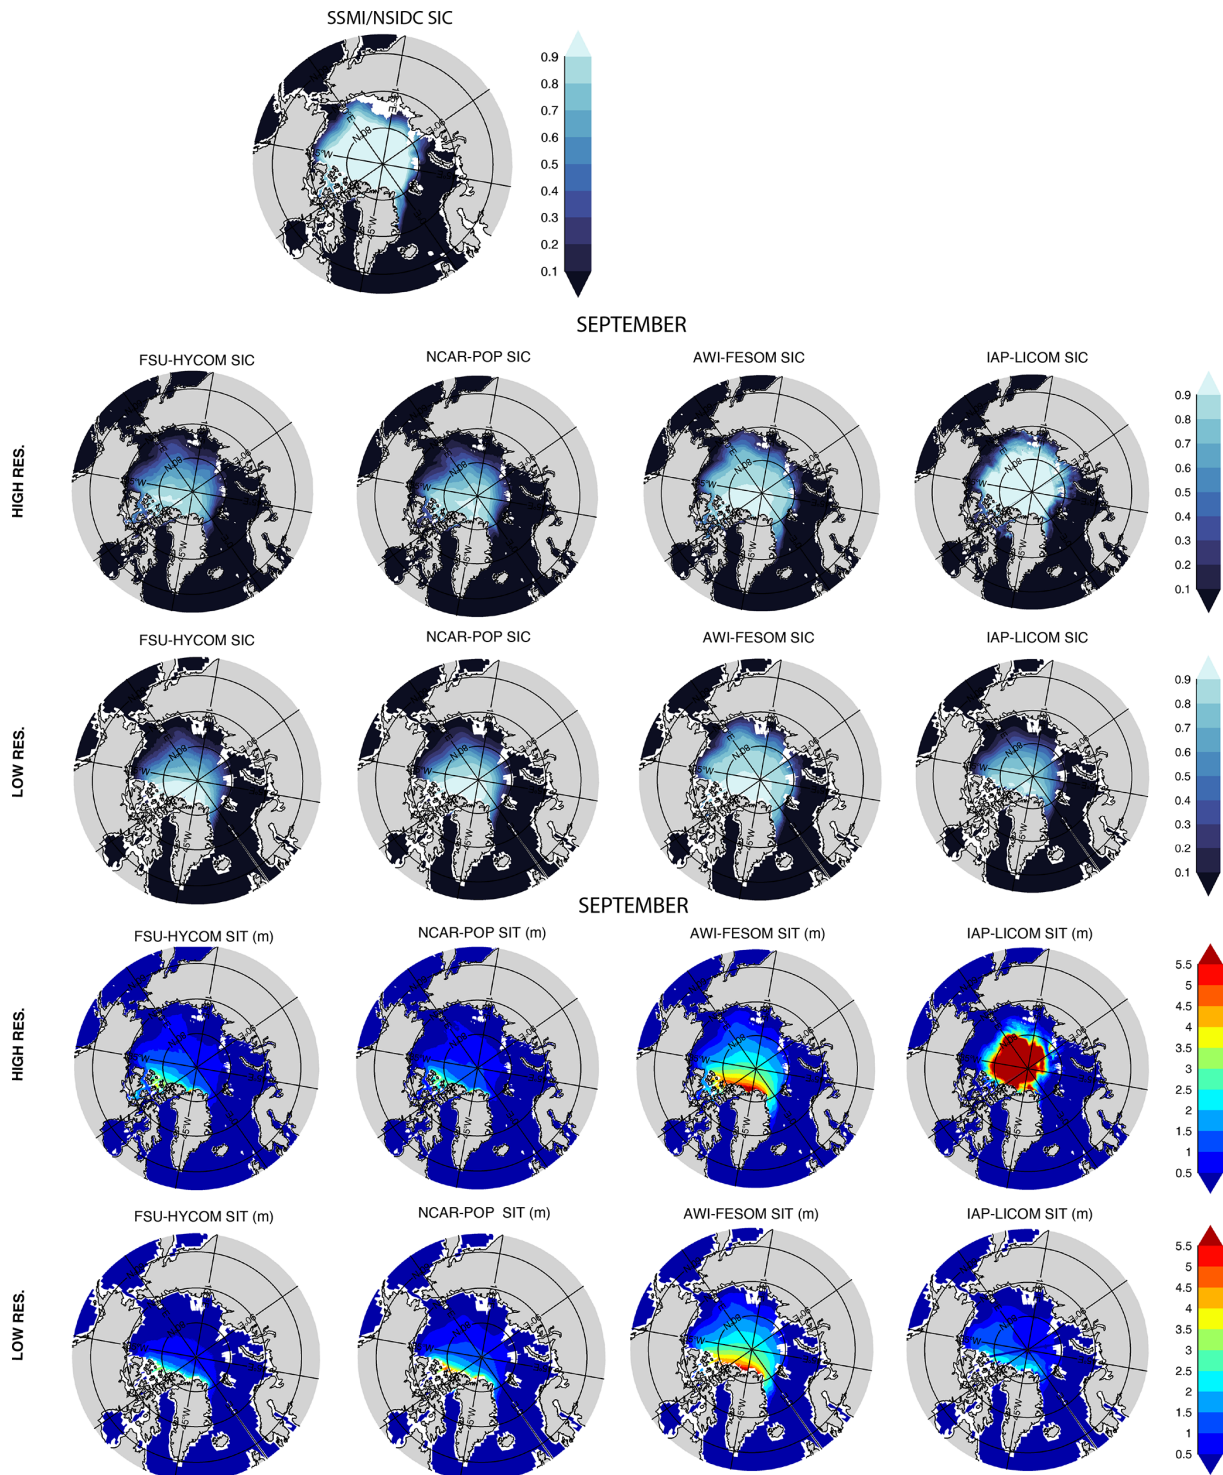 SSMI/NSIDC SIC
0.9
0.8
0.7
0.6
0.5
0.4
0.3
0.2
0.1
SEPTEMBER
FSU-HYCOM SIC
NCAR-POP SIC
AWI-FESOM SIC
IAP-LICOM SIC
HIGH RES.
0.9
0.8
0.7
0.6
0.5
0.4
0.3
0.2
0.1
FSU-HYCOM SIC
NCAR-POP SIC
AWI-FESOM SIC
IAP-LICOM SIC
LOW RES.
0.9
0.8
0.7
0.6
0.5
0.4
0.3
0.2
0.1
SEPTEMBER
FSU-HYCOM SIT (m)
NCAR-POP SIT (m)
AWI-FESOM SIT (m)
IAP-LICOM SIT (m)
HIGH RES.
5.5
5
4.5
4
3.5
3
2.5
2
1.5
1
0.5
FSU-HYCOM SIT (m)
NCAR-POP SIT (m)
AWI-FESOM SIT (m)
IAP-LICOM SIT (m)
LOW RES.
5.5
5
4.5
4
3.5
3
2.5
2
1.5
1
0.5